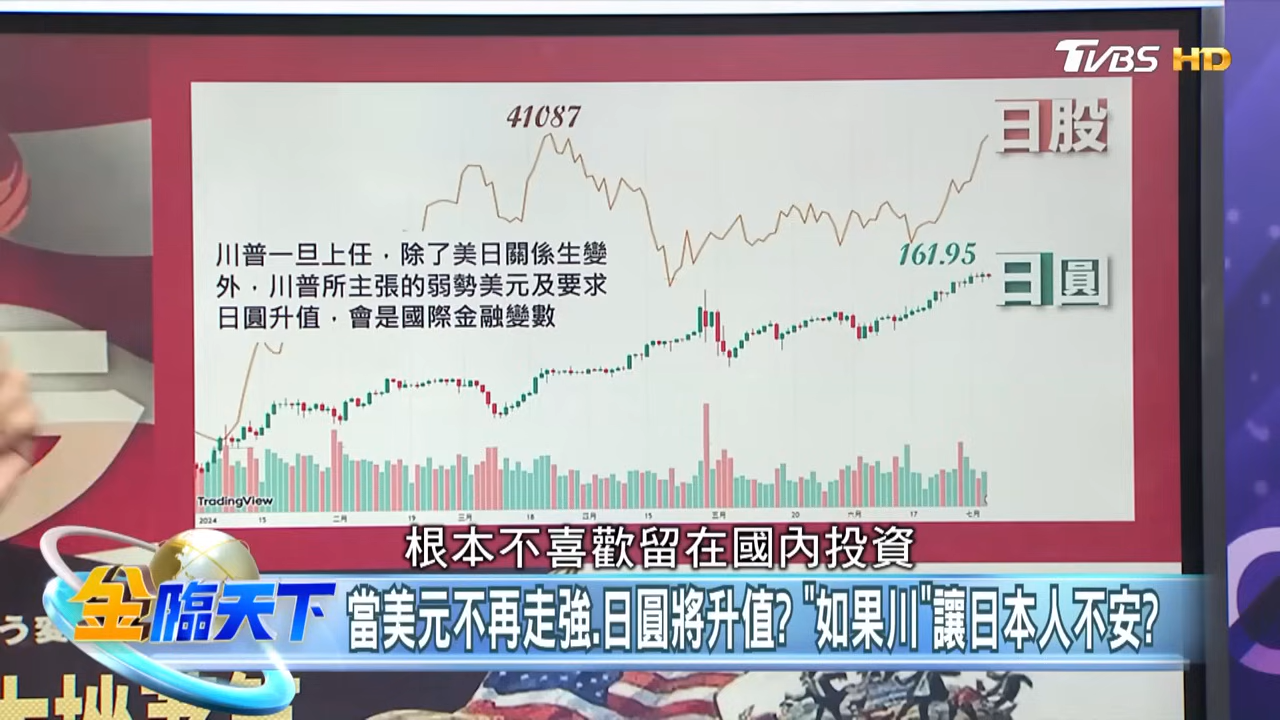 TVBS HD
41087
日股
川普一旦上任，除了美日關係生變
外，川普所主張的弱勢美元及要求
日圓升值，會是國際金融變數
161.95
日圓
TradingView
2024 15 二月 19 三月 18 四月 15 五月 20 六月 17 七月
根本不喜歡留在國內投資
金臨天下
當美元不再走強.日圓將升值? "如果川"讓日本人不安?